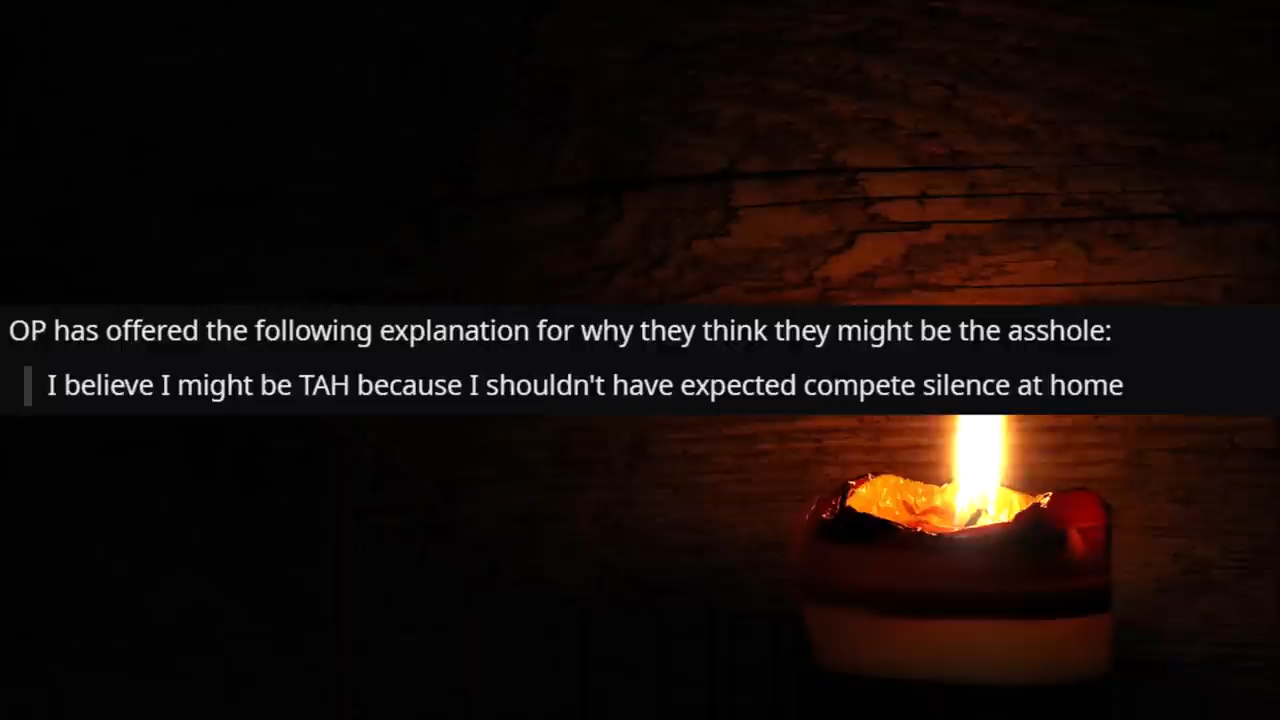 OP has offered the following explanation for why they think they might be the asshole:
I believe I might be TAH because I shouldn't have expected compete silence at home